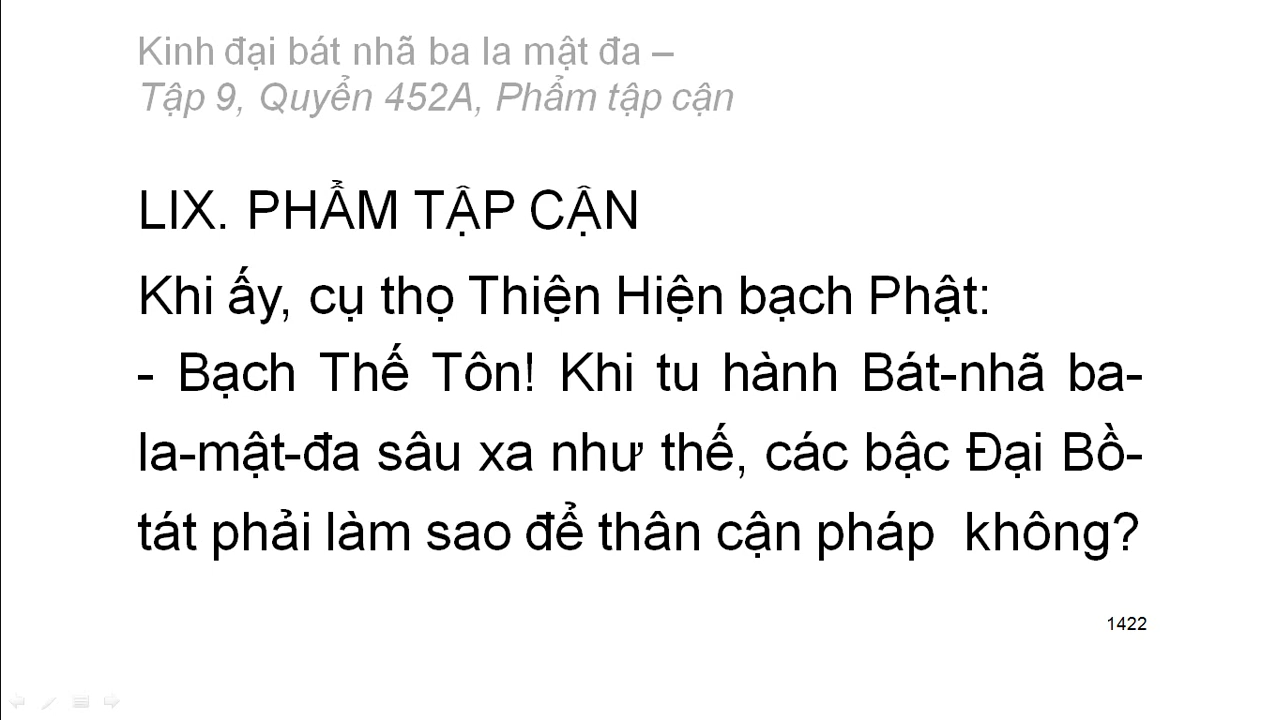 Kinh đại bát nhã ba la mật đa –
Tập 9, Quyển 452A, Phẩm tập cận
LIX. PHẨM TẬP CẬN
Khi ấy, cụ thọ Thiện Hiện bạch Phật:
- Bạch Thế Tôn! Khi tu hành Bát-nhã ba-
la-mật-đa sâu xa như thế, các bậc Đại Bồ-
tát phải làm sao để thân cận pháp  không?
1422